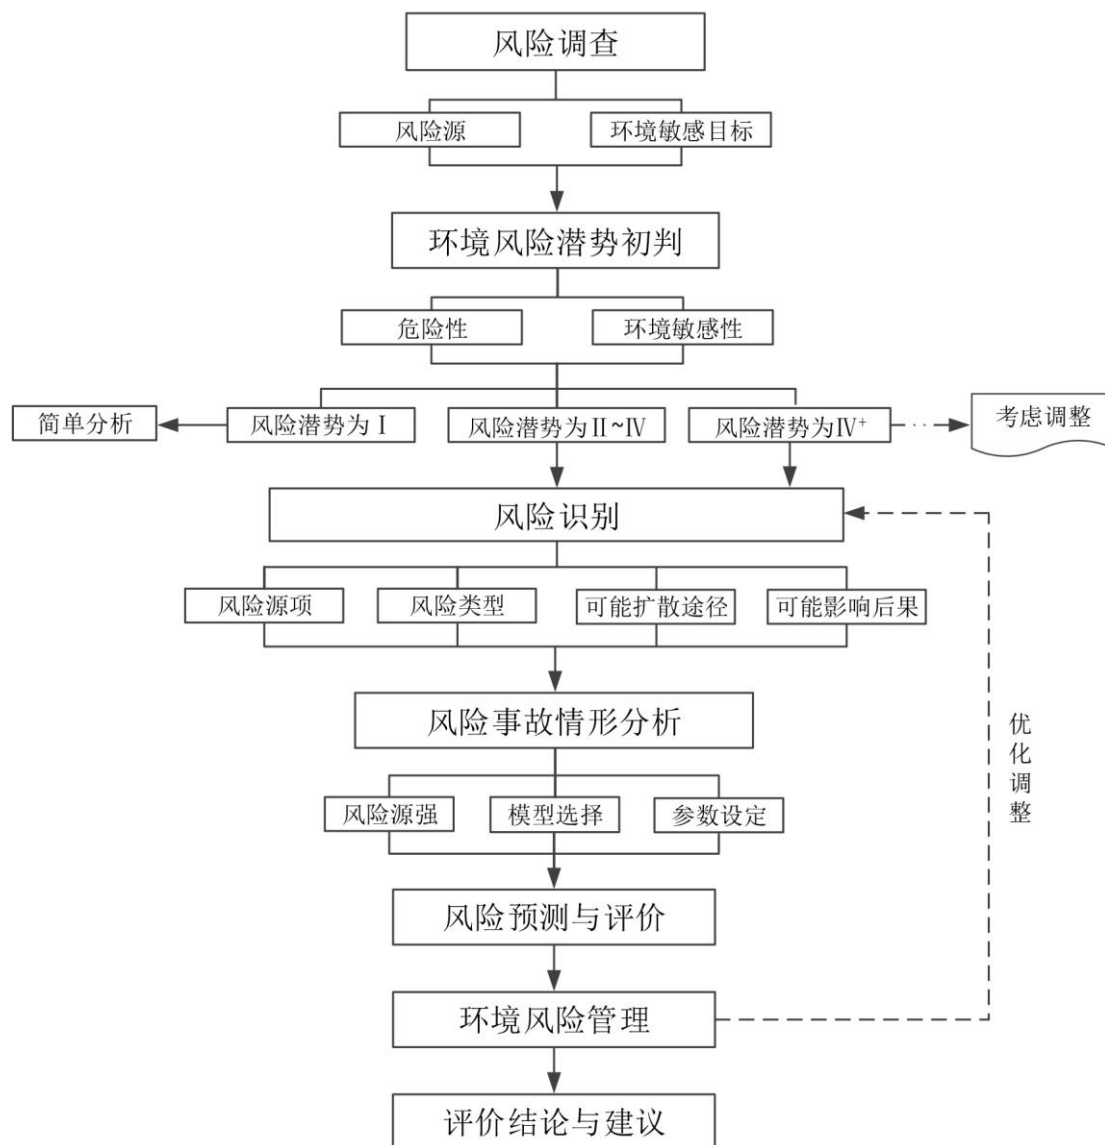 风险调查
风险源
环境敏感目标
环境风险潜势初判
危险性
环境敏感性
简单分析
风险潜势为Ⅰ
风险潜势为Ⅱ~Ⅳ
风险潜势为Ⅳ⁺
考虑调整
风险识别
风险源项
风险类型
可能扩散途径
可能影响后果
风险事故情形分析
优化调整
风险源强
模型选择
参数设定
风险预测与评价
环境风险管理
评价结论与建议